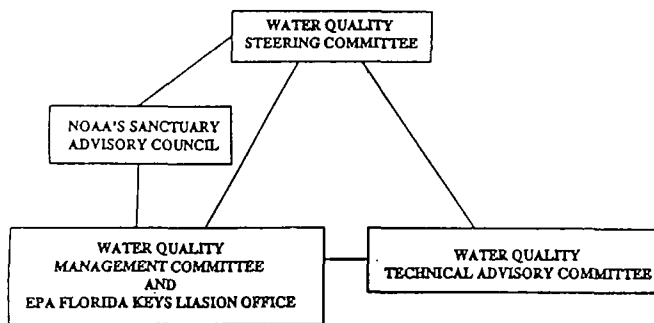 WATER QUALITY
STEERING COMMITTEE
NOAA'S SANCTUARY
ADVISORY COUNCIL
WATER QUALITY
MANAGEMENT COMMITTEE
AND
EPA FLORIDA KEYS LIASION OFFICE
WATER QUALITY
TECHNICAL ADVISORY COMMITTEE